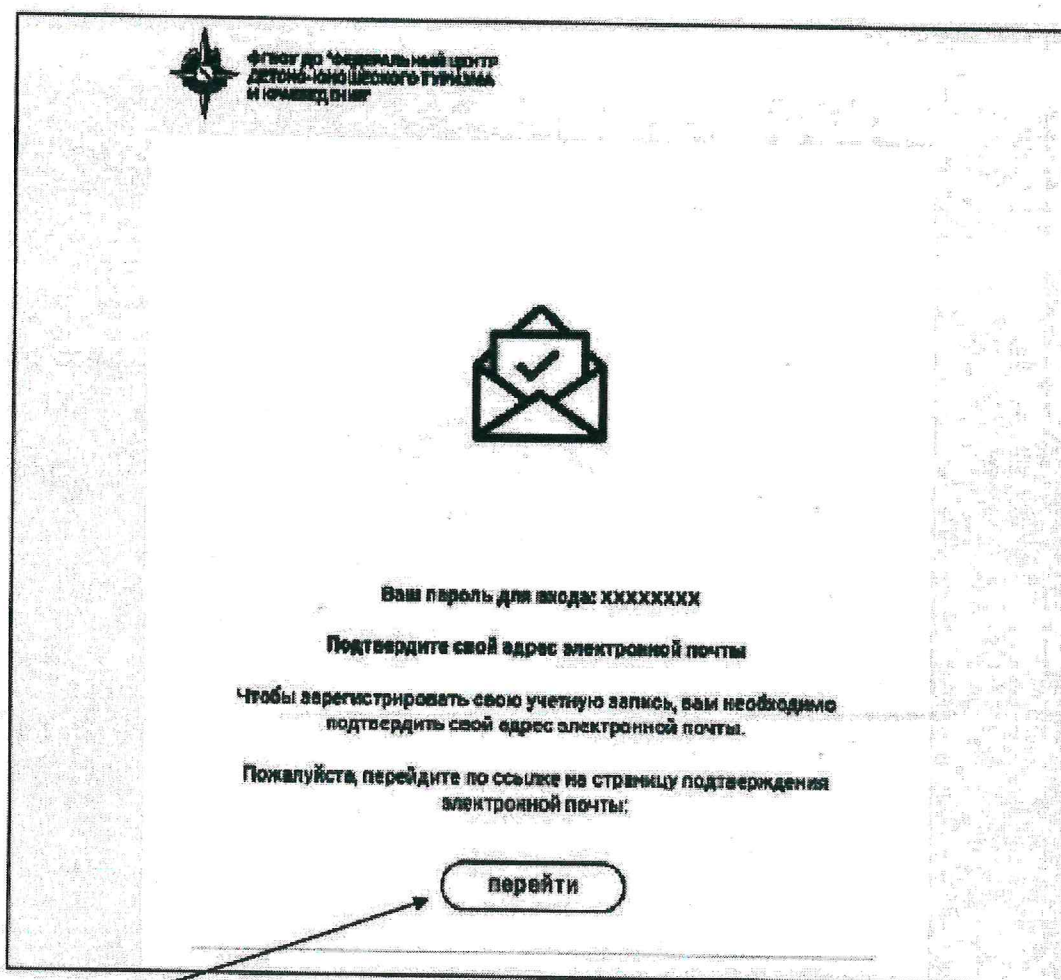 ФГБОУ ДО "ФЕДЕРАЛЬНЫЙ ЦЕНТР
ДЕТСКО-ЮНОШЕСКОГО ТУРИЗМА
И КРАЕВЕДЕНИЯ"
Ваш пароль для входа: XXXXXXXX
Подтвердите свой адрес электронной почты
Чтобы зарегистрировать свою учетную запись, вам необходимо
подтвердить свой адрес электронной почты.
Пожалуйста, перейдите по ссылке на страницу подтверждения
электронной почты:
перейти